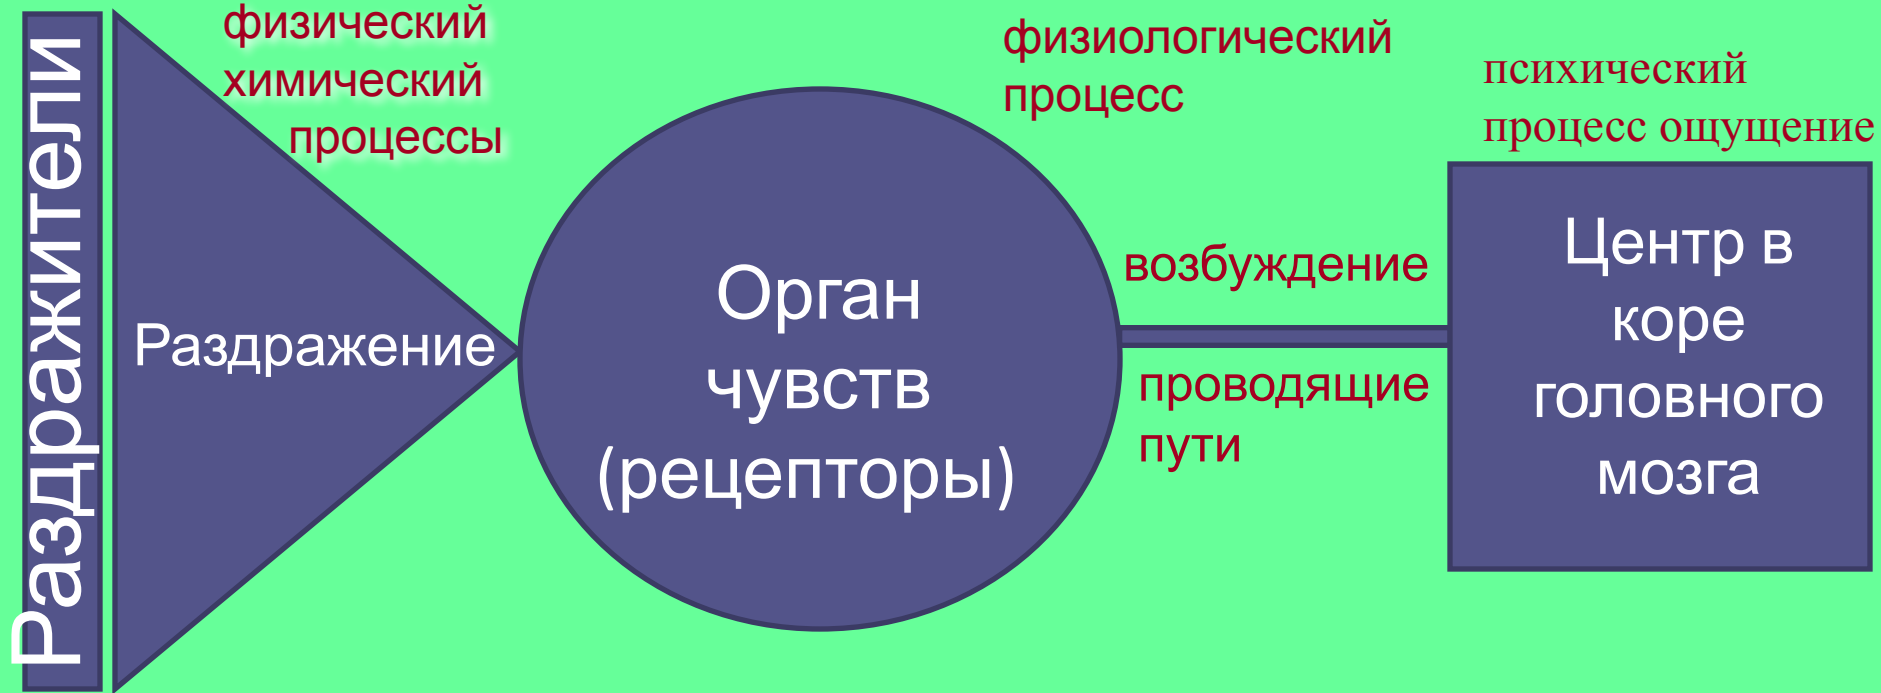 Раздражители
физический
химический
процессы
Раздражение
Орган
чувств
(рецепторы)
физиологический
процесс
возбуждение
проводящие
пути
психический
процесс ощущение
Центр в
коре
головного
мозга